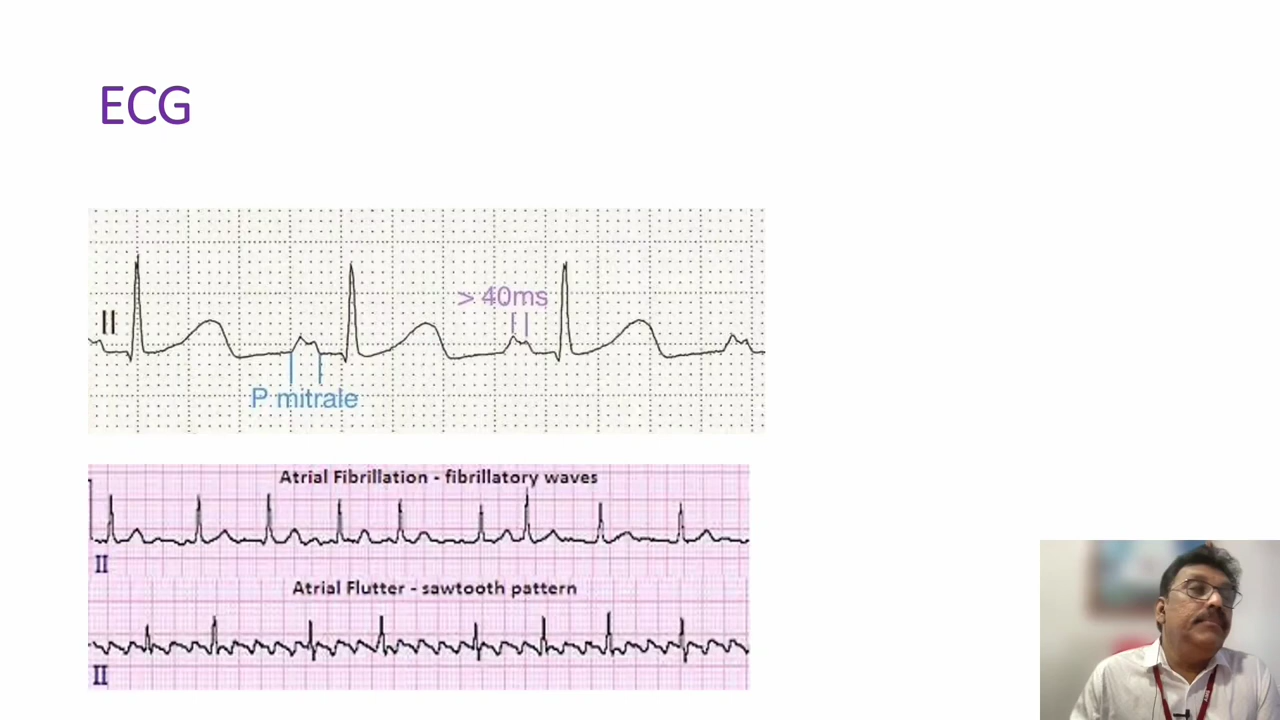 ECG
> 40ms
II
P mitrale
Atrial Fibrillation - fibrillatory waves
II
Atrial Flutter - sawtooth pattern
II